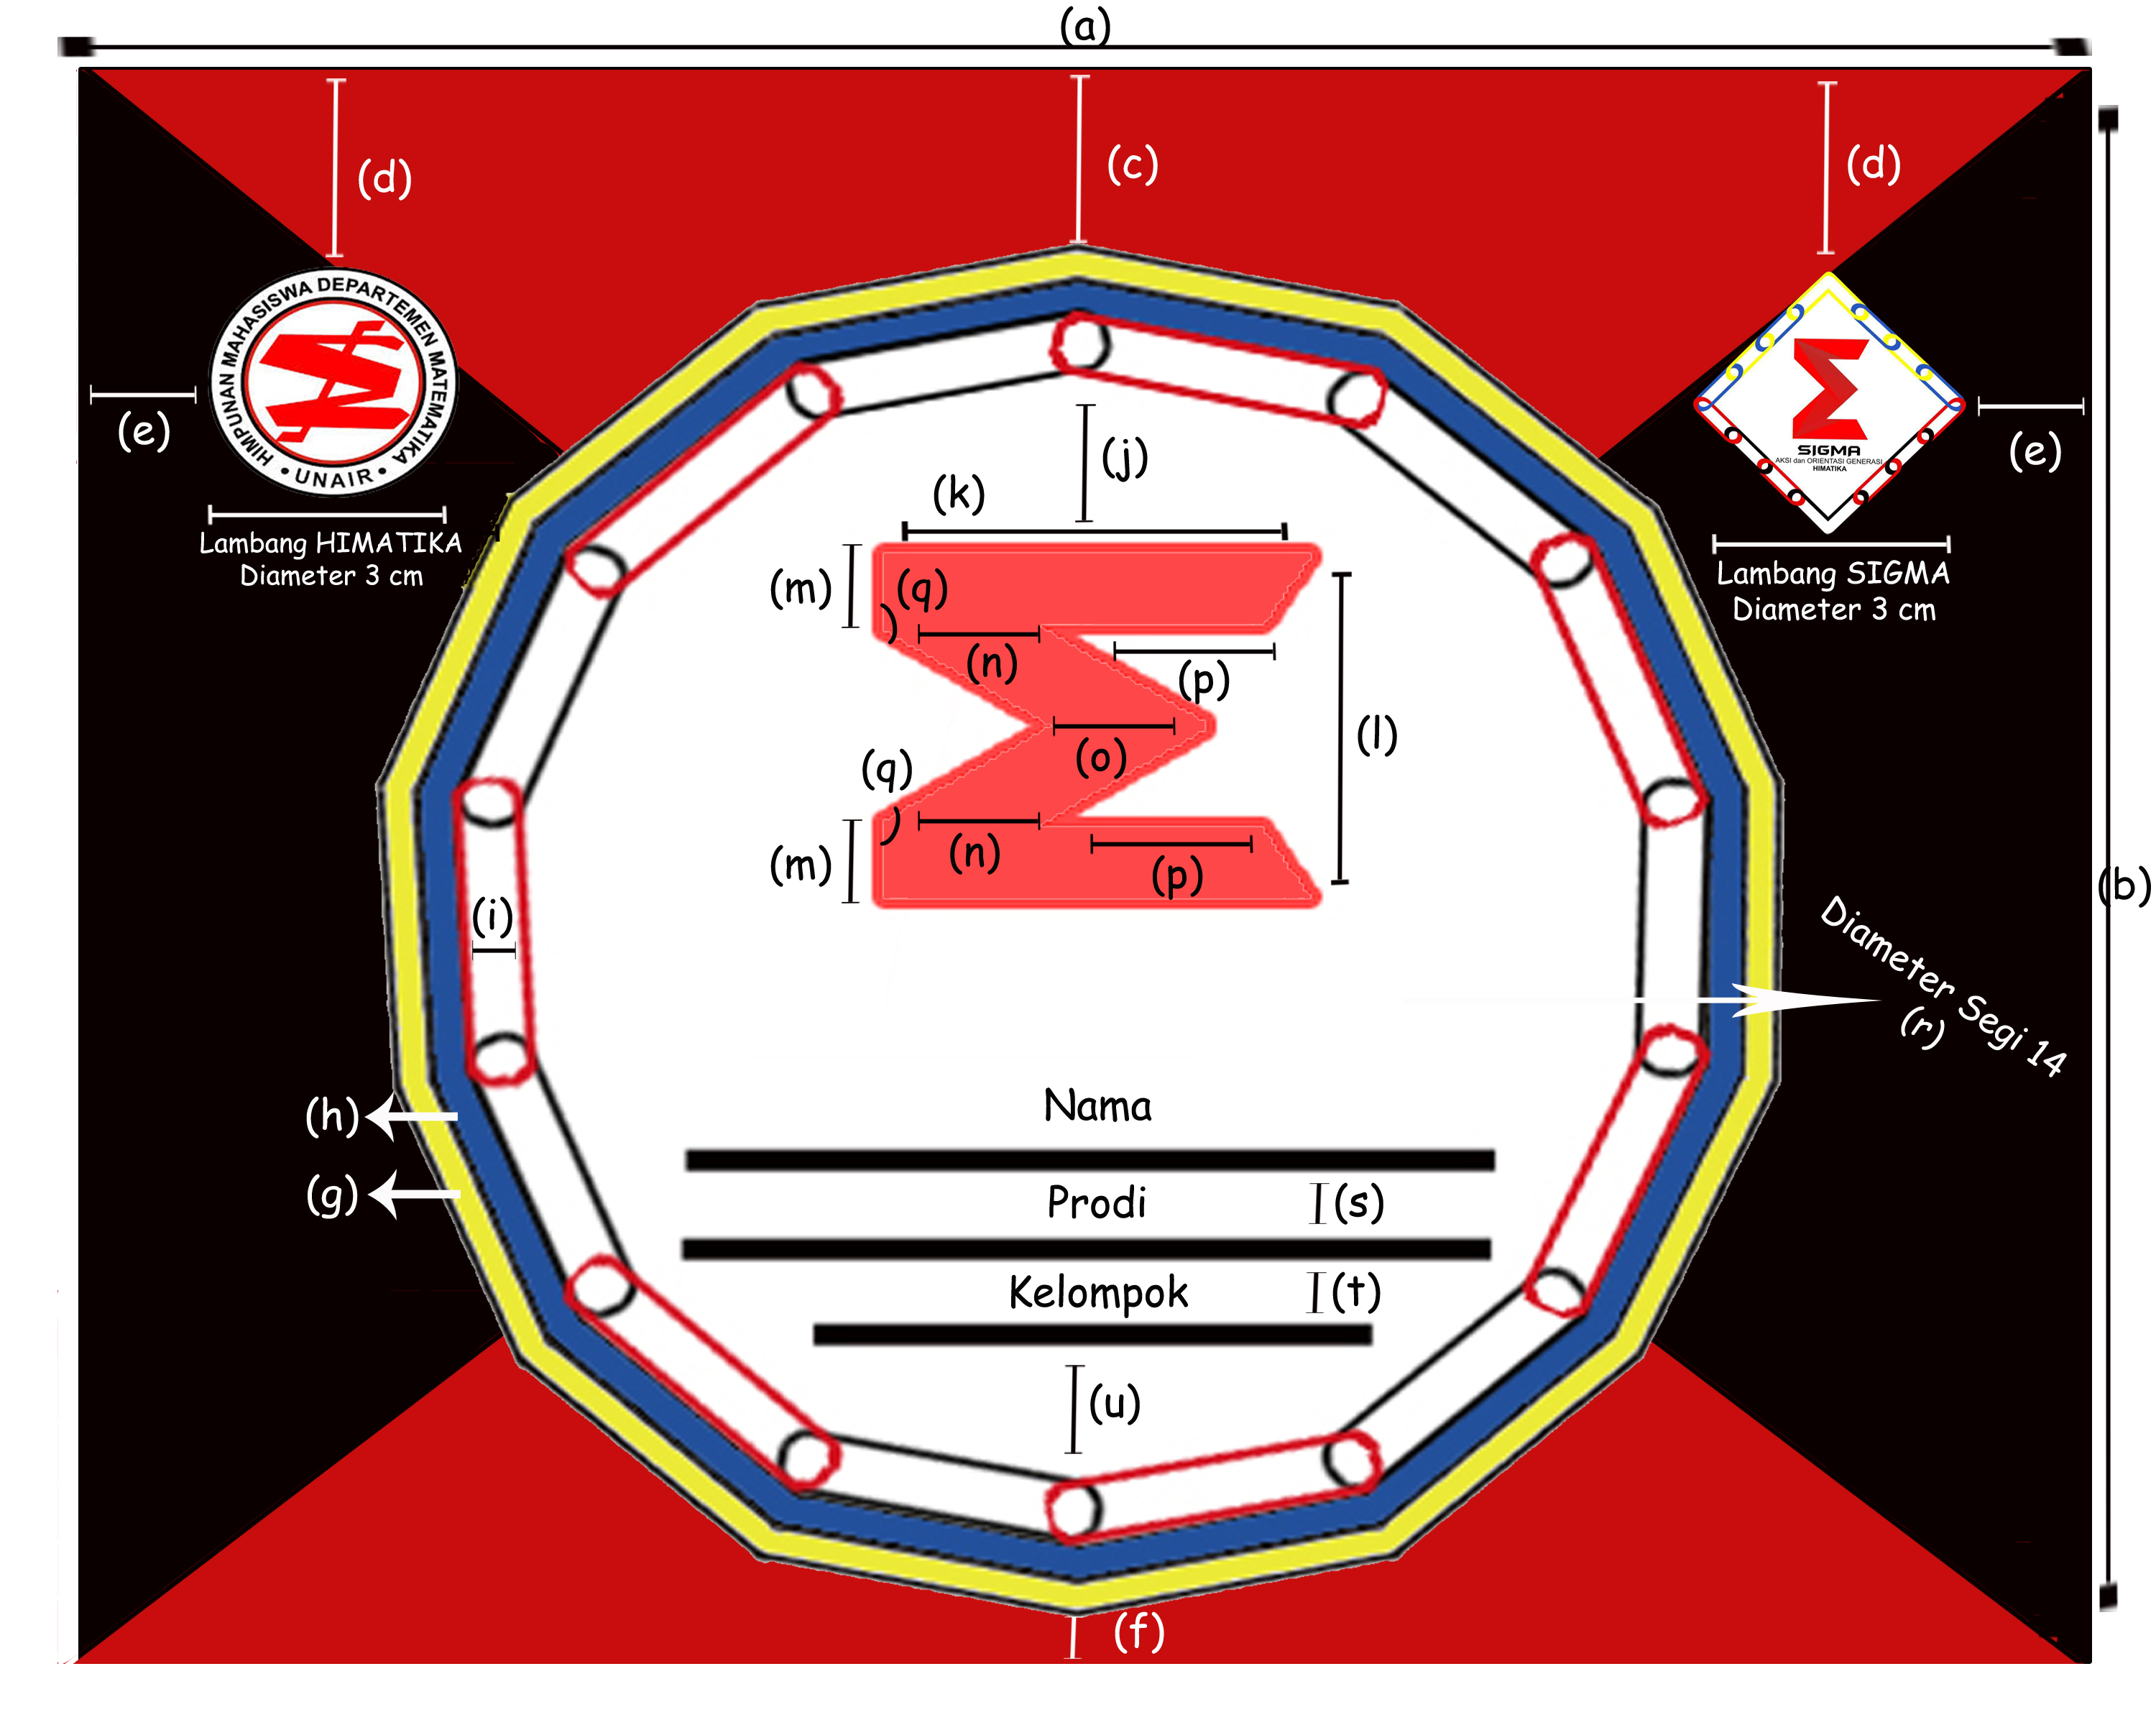 (a)
(d)
(c)
(d)
HIMPUNAN MAHASISWA DEPARTEMEN MATEMATIKA
• UNAIR •
(e)
Lambang HIMATIKA
Diameter 3 cm
SIGMA
AKSI dan ORIENTASI GENERASI
HIMATIKA
(e)
Lambang SIGMA
Diameter 3 cm
(j)
(k)
(m)
(q)
(n)
(p)
(l)
(o)
(q)
(m)
(n)
(p)
(b)
(i)
Diameter Segi 14
(r)
(h)
(g)
Nama
Prodi
(s)
Kelompok
(t)
(u)
(f)